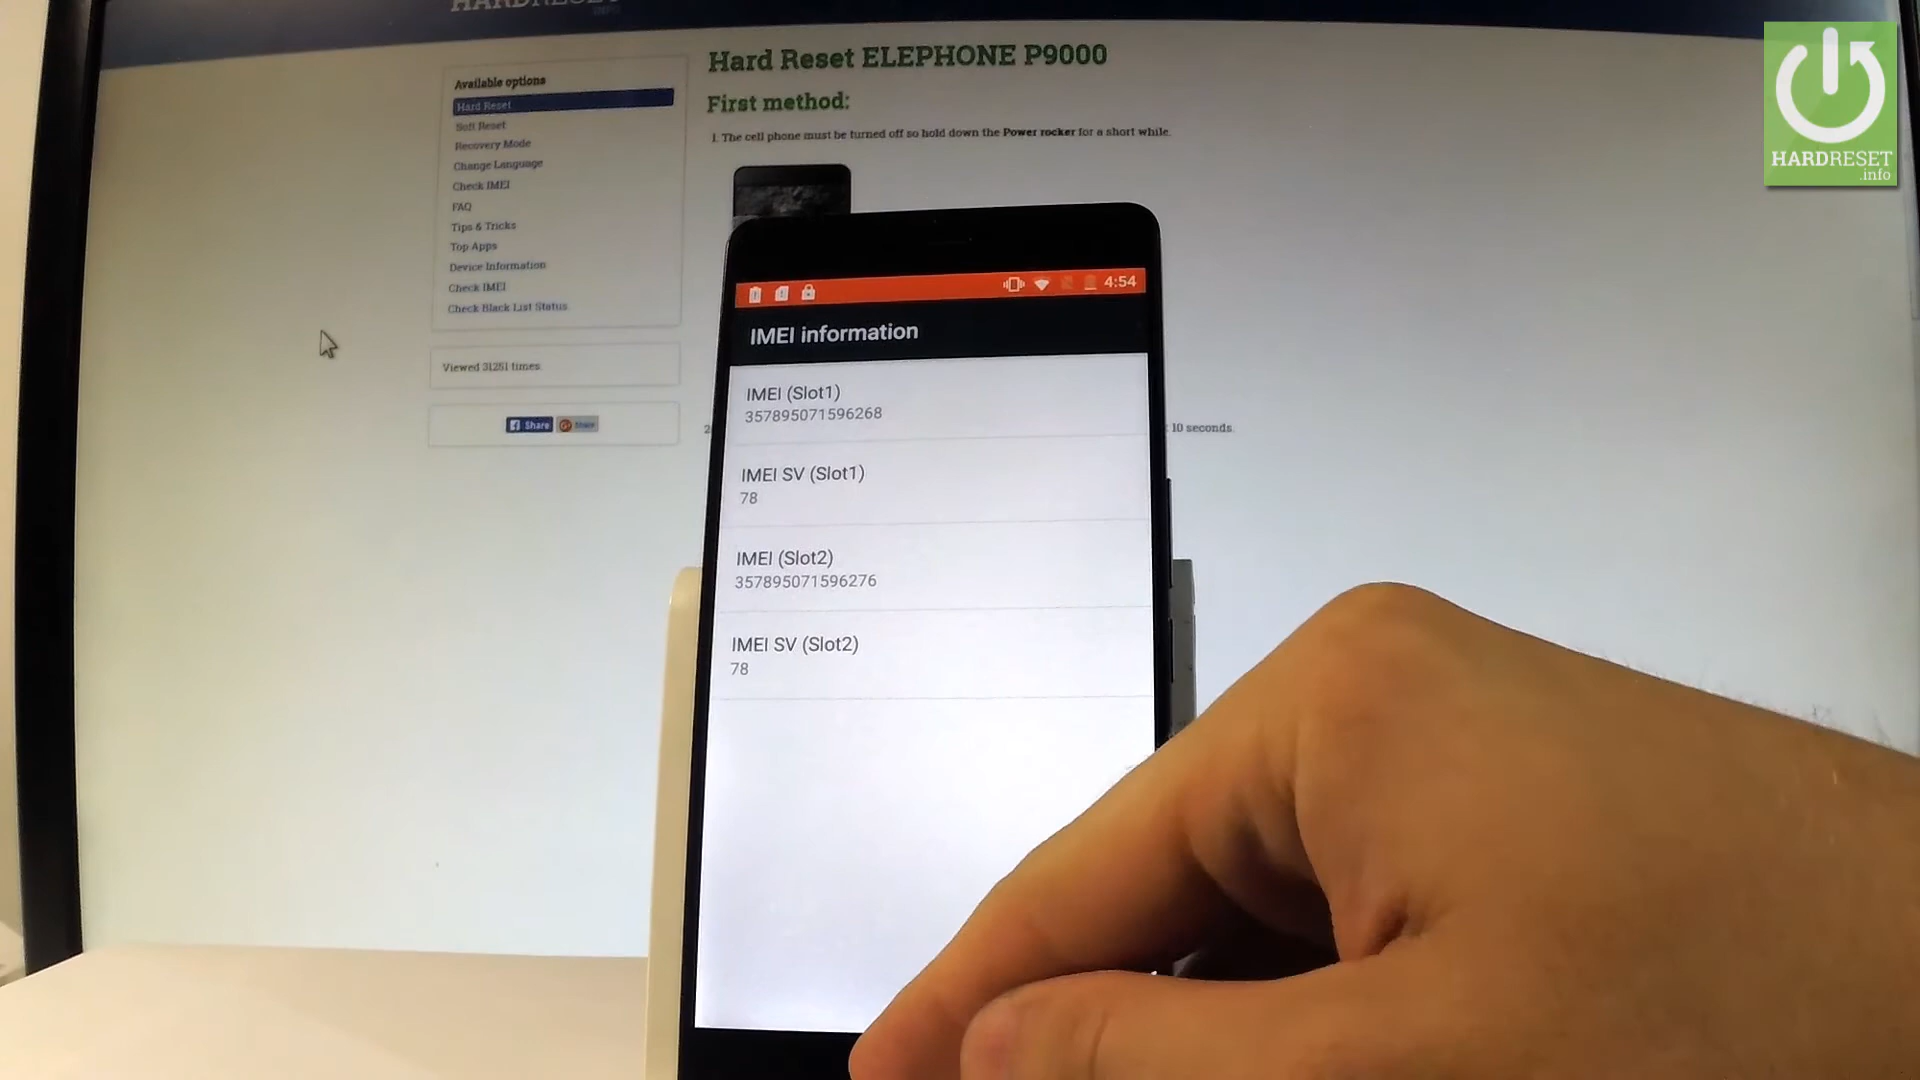 HARDRESET
Hard Reset ELEPHONE P9000
First method:
1. The cell phone must be turned off so hold down the Power rocker for a short while.
Available options
Hard Reset
Soft Reset
Recovery Mode
Change Language
Check IMEI
FAQ
Tips & Tricks
Top Apps
Device Information
Check IMEI
Check Black List Status
Viewed 31251 times
Share
Share
2
10 seconds.
4:54
IMEI information
IMEI (Slot1)
357895071596268
IMEI SV (Slot1)
78
IMEI (Slot2)
357895071596276
IMEI SV (Slot2)
78
HARDRESET
.info